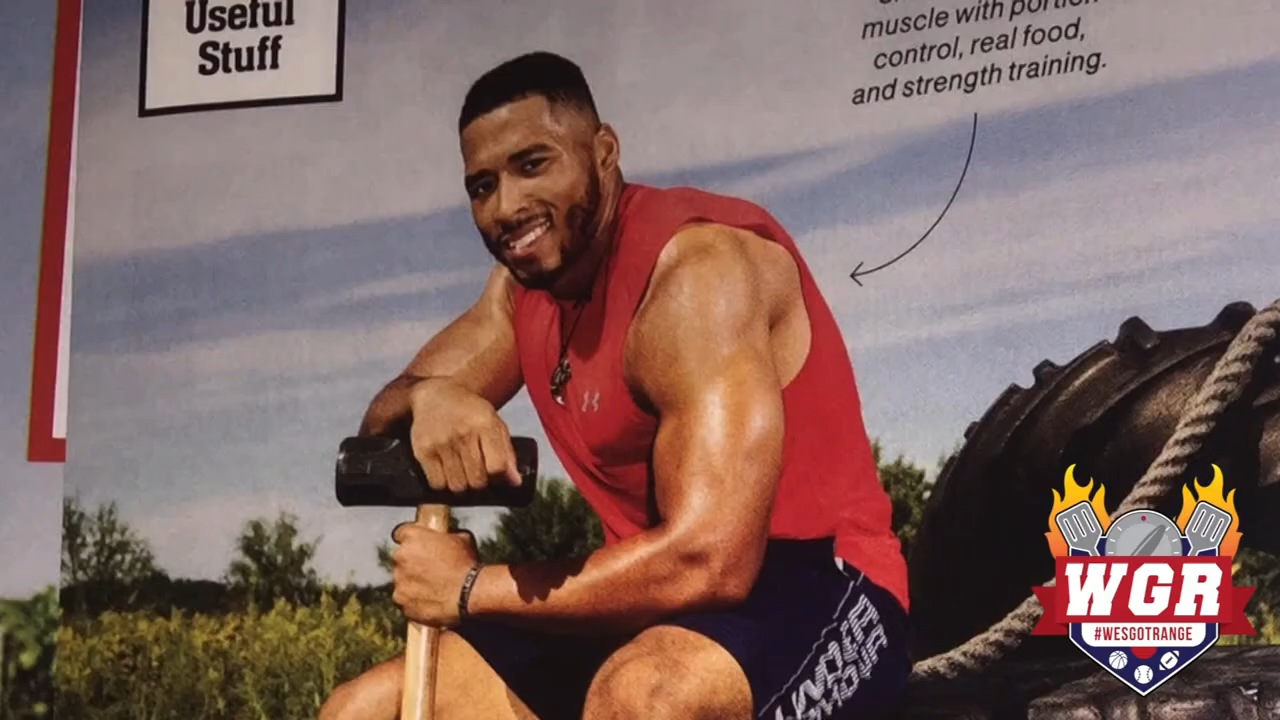 Useful
Stuff
muscle with portion
control, real food,
and strength training.
WGR
#WESGOTRANGE